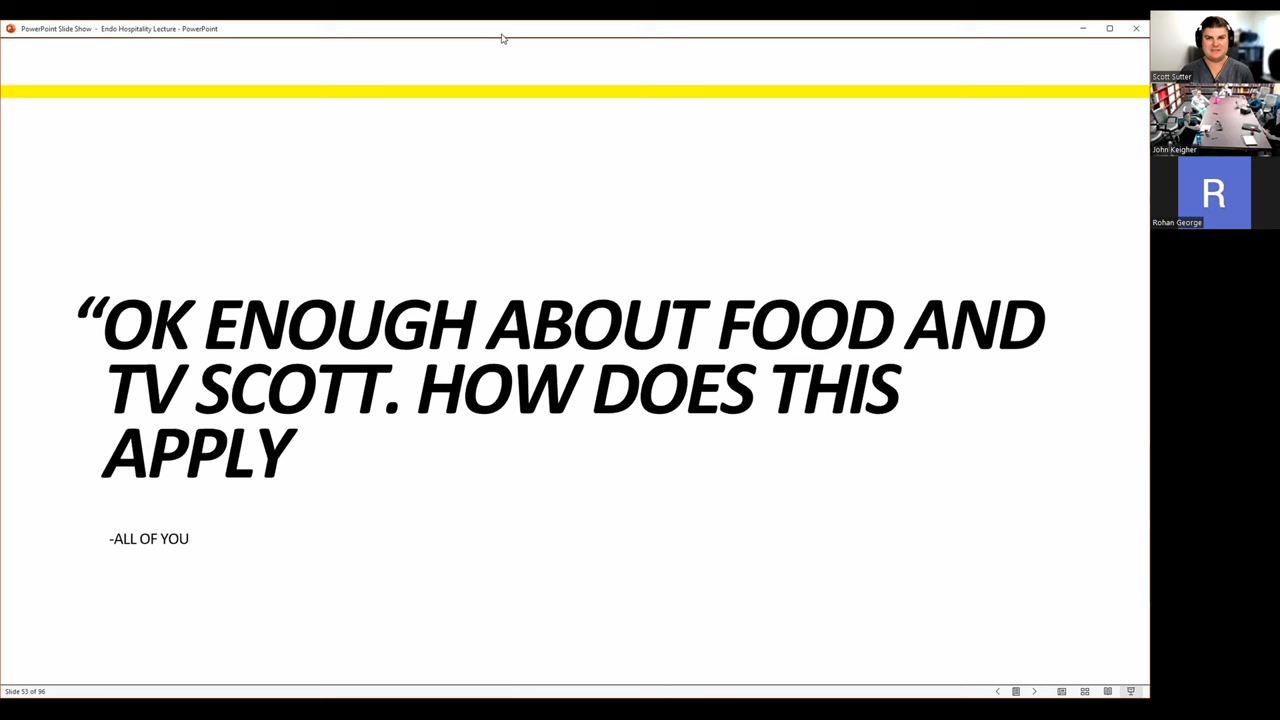 PowerPoint Slide Show - Endo Hospitality Lecture - PowerPoint
Scott Sutter
John Keigher
R
Rohan George
“OK ENOUGH ABOUT FOOD AND
TV SCOTT. HOW DOES THIS
APPLY
-ALL OF YOU
Slide 53 of 96